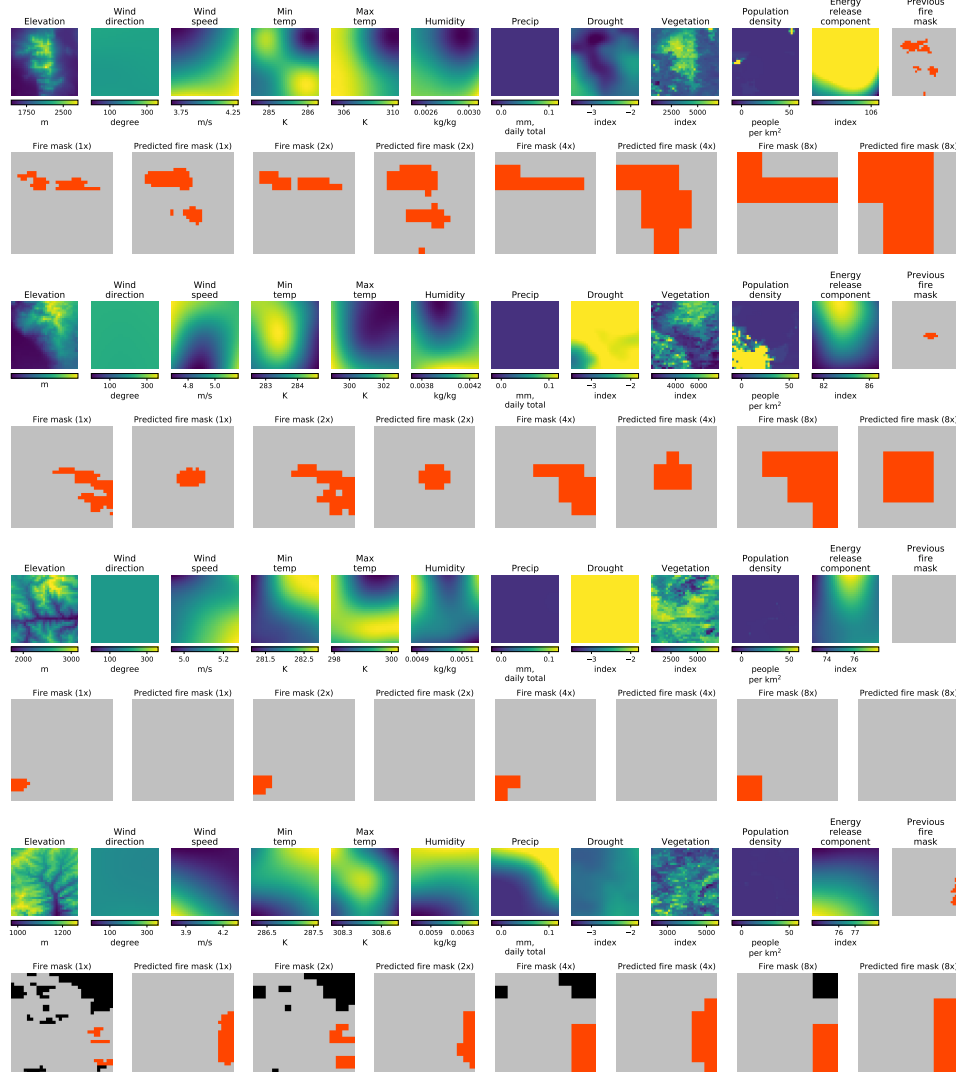 Elevation Wind direction Wind speed Min temp Max temp Humidity Precip Drought Vegetation Population density Energy release component Previous fire mask
1750 2500 100 300 3.75 4.25 285 286 306 310 0.0026 0.0030 0.0 0.1 −3 −2 2500 5000 0 50 106
m degree m/s K K kg/kg mm, daily total index index people per km² index
Fire mask (1x) Predicted fire mask (1x) Fire mask (2x) Predicted fire mask (2x) Fire mask (4x) Predicted fire mask (4x) Fire mask (8x) Predicted fire mask (8x)
Elevation Wind direction Wind speed Min temp Max temp Humidity Precip Drought Vegetation Population density Energy release component Previous fire mask
100 300 4.8 5.0 283 284 300 302 0.0038 0.0042 0.0 0.1 −3 −2 4000 6000 0 50 82 86
m degree m/s K K kg/kg mm, daily total index index people per km² index
Fire mask (1x) Predicted fire mask (1x) Fire mask (2x) Predicted fire mask (2x) Fire mask (4x) Predicted fire mask (4x) Fire mask (8x) Predicted fire mask (8x)
Elevation Wind direction Wind speed Min temp Max temp Humidity Precip Drought Vegetation Population density Energy release component Previous fire mask
2000 3000 100 300 5.0 5.2 281.5 282.5 298 300 0.0049 0.0051 0.0 0.1 −3 −2 2500 5000 0 50 74 76
m degree m/s K K kg/kg mm, daily total index index people per km² index
Fire mask (1x) Predicted fire mask (1x) Fire mask (2x) Predicted fire mask (2x) Fire mask (4x) Predicted fire mask (4x) Fire mask (8x) Predicted fire mask (8x)
Elevation Wind direction Wind speed Min temp Max temp Humidity Precip Drought Vegetation Population density Energy release component Previous fire mask
1000 1200 100 300 3.9 4.2 286.5 287.5 308.3 308.6 0.0059 0.0063 0.0 0.1 −3 −2 3000 5000 0 50 76 77
m degree m/s K K kg/kg mm, daily total index index people per km² index
Fire mask (1x) Predicted fire mask (1x) Fire mask (2x) Predicted fire mask (2x) Fire mask (4x) Predicted fire mask (4x) Fire mask (8x) Predicted fire mask (8x)